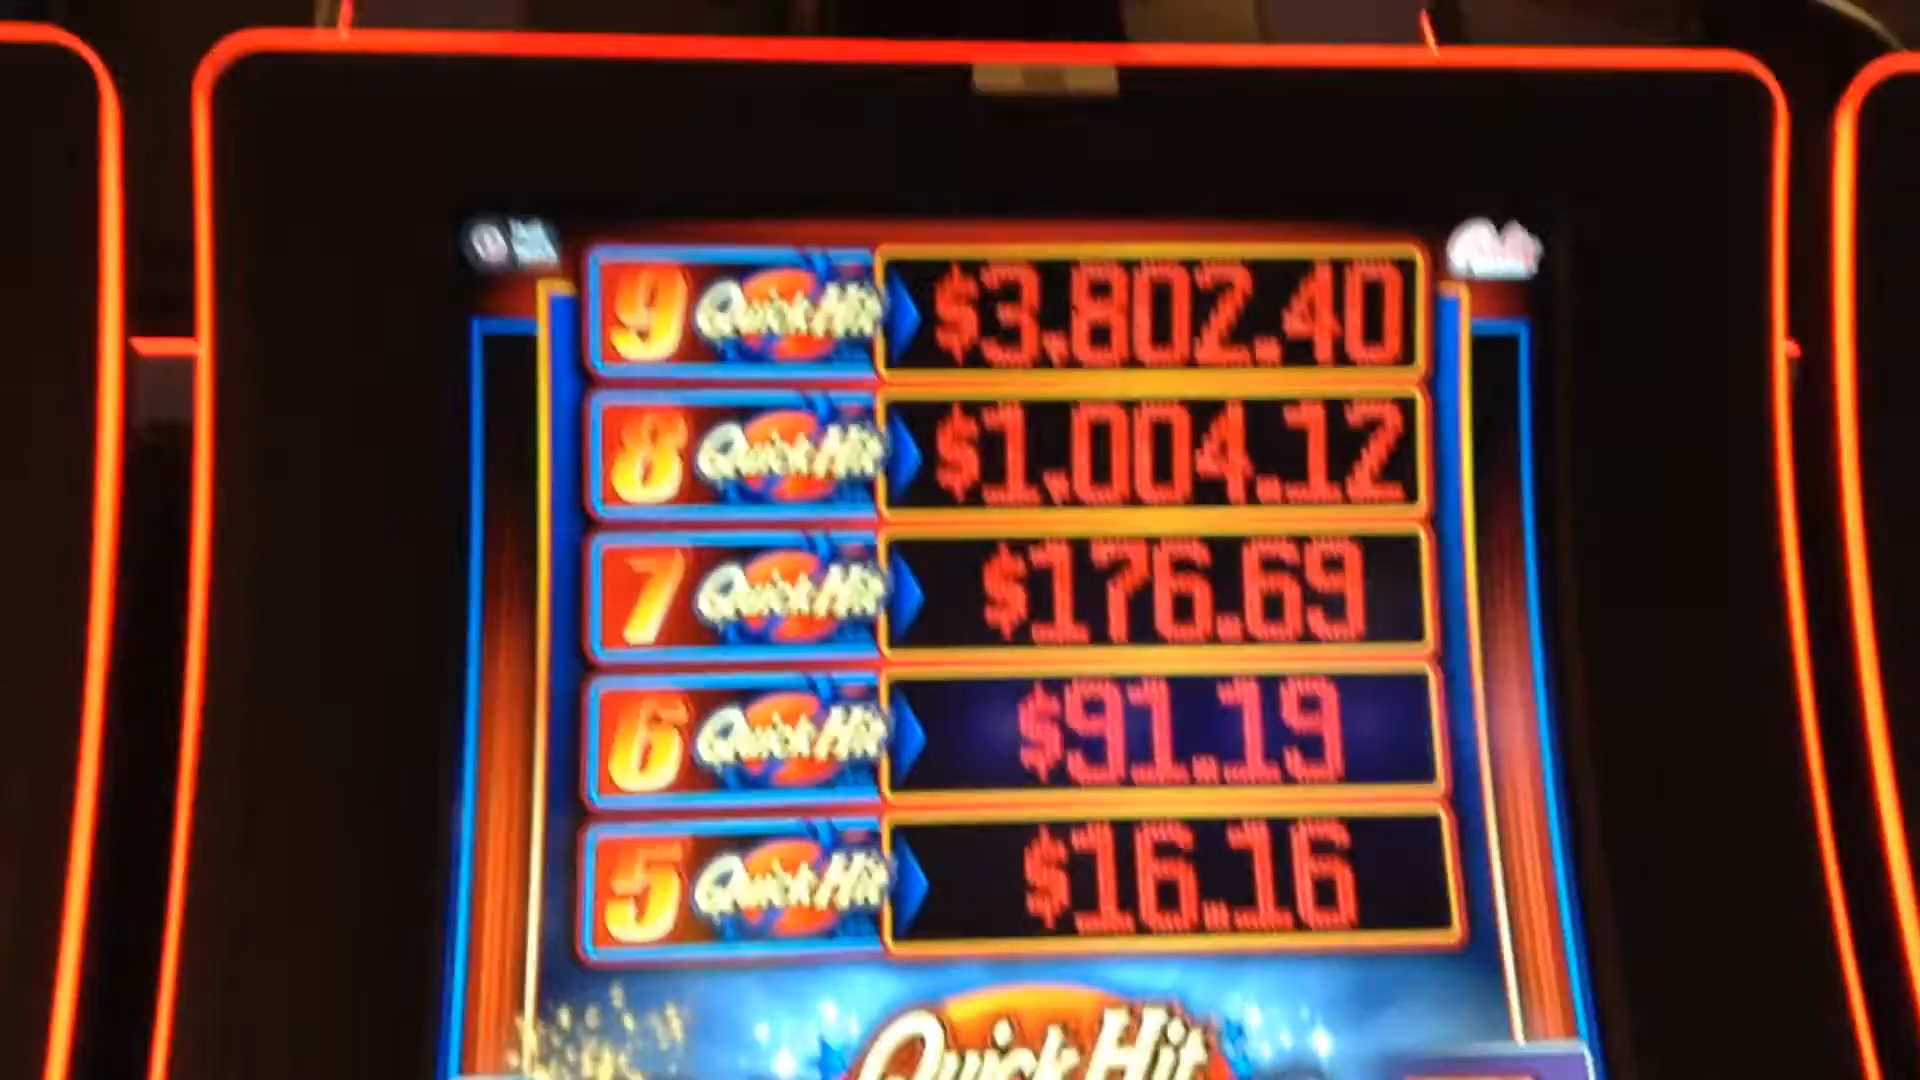 9 Quick Hit $3,802.40
8 Quick Hit $1,004.12
7 Quick Hit $176.69
6 Quick Hit $91.19
5 Quick Hit $16.16
Quick Hit